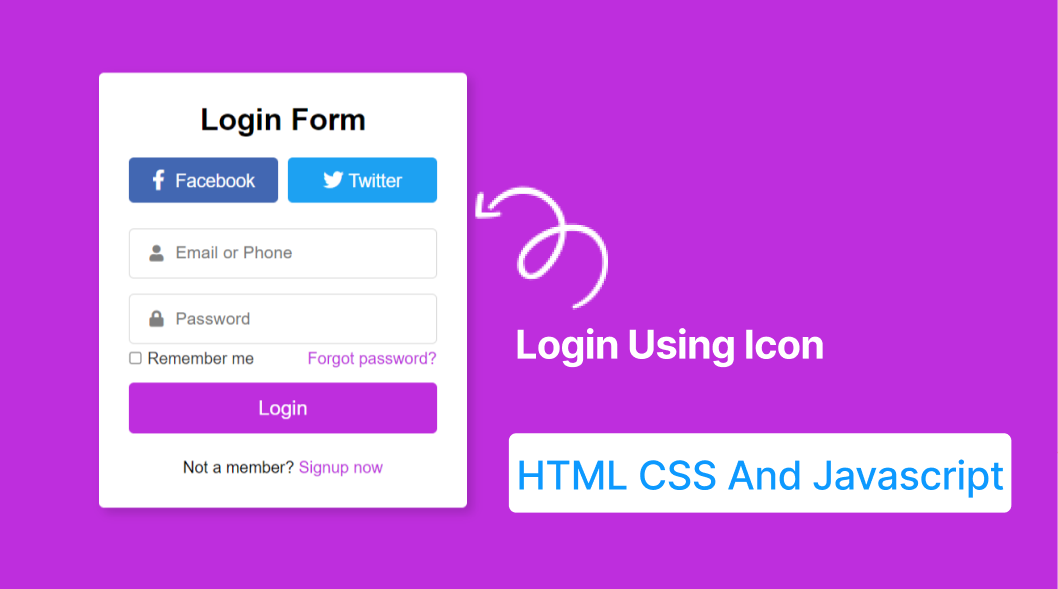 Login Form
Facebook
Twitter
Email or Phone
Password
Remember me
Forgot password?
Login
Not a member? Signup now
Login Using Icon
HTML CSS And Javascript